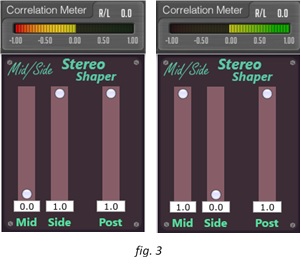 Correlation Meter R/L 0.0
-1.00 -0.50 0.00 0.50 1.00
Mid/Side Stereo Shaper
0.0 1.0 1.0
Mid Side Post
Correlation Meter R/L 0.0
-1.00 -0.50 0.00 0.50 1.00
Mid/Side Stereo Shaper
1.0 0.0 1.0
Mid Side Post
fig. 3